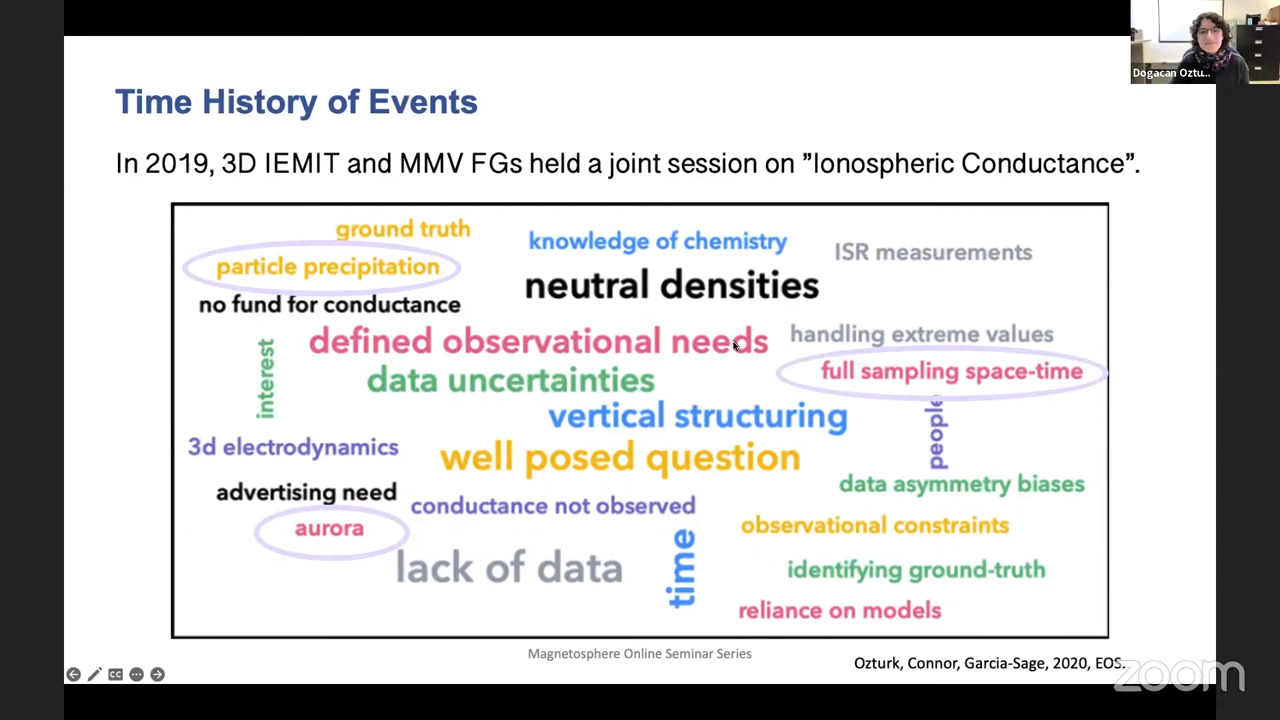 Dogacan Oztu...
Time History of Events
In 2019, 3D IEMIT and MMV FGs held a joint session on ”Ionospheric Conductance”.
ground truth
knowledge of chemistry
ISR measurements
particle precipitation
neutral densities
no fund for conductance
defined observational needs
handling extreme values
interest
data uncertainties
full sampling space-time
vertical structuring
people
3d electrodynamics
well posed question
data asymmetry biases
advertising need
conductance not observed
aurora
observational constraints
lack of data
time
identifying ground-truth
reliance on models
Magnetosphere Online Seminar Series
Ozturk, Connor, Garcia-Sage, 2020, EOS.
CC
zoom